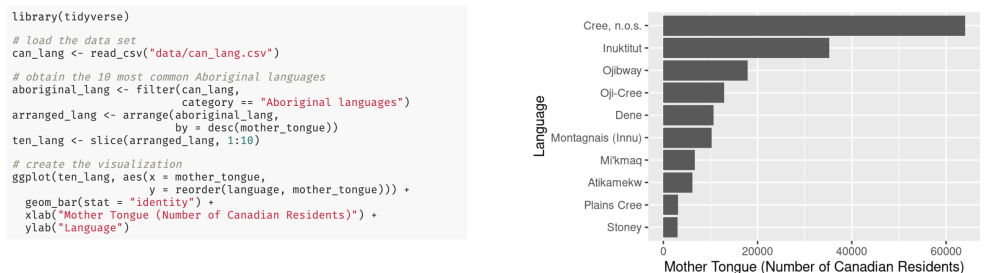 library(tidyverse)
# load the data set
can_lang <- read_csv("data/can_lang.csv")
# obtain the 10 most common Aboriginal languages
aboriginal_lang <- filter(can_lang,
                          category == "Aboriginal languages")
arranged_lang <- arrange(aboriginal_lang,
                         by = desc(mother_tongue))
ten_lang <- slice(arranged_lang, 1:10)
# create the visualization
ggplot(ten_lang, aes(x = mother_tongue,
                     y = reorder(language, mother_tongue))) +
  geom_bar(stat = "identity") +
  xlab("Mother Tongue (Number of Canadian Residents)") +
  ylab("Language")
Language
Cree, n.o.s.
Inuktitut
Ojibway
Oji-Cree
Dene
Montagnais (Innu)
Mi'kmaq
Atikamekw
Plains Cree
Stoney
0 20000 40000 60000
Mother Tongue (Number of Canadian Residents)